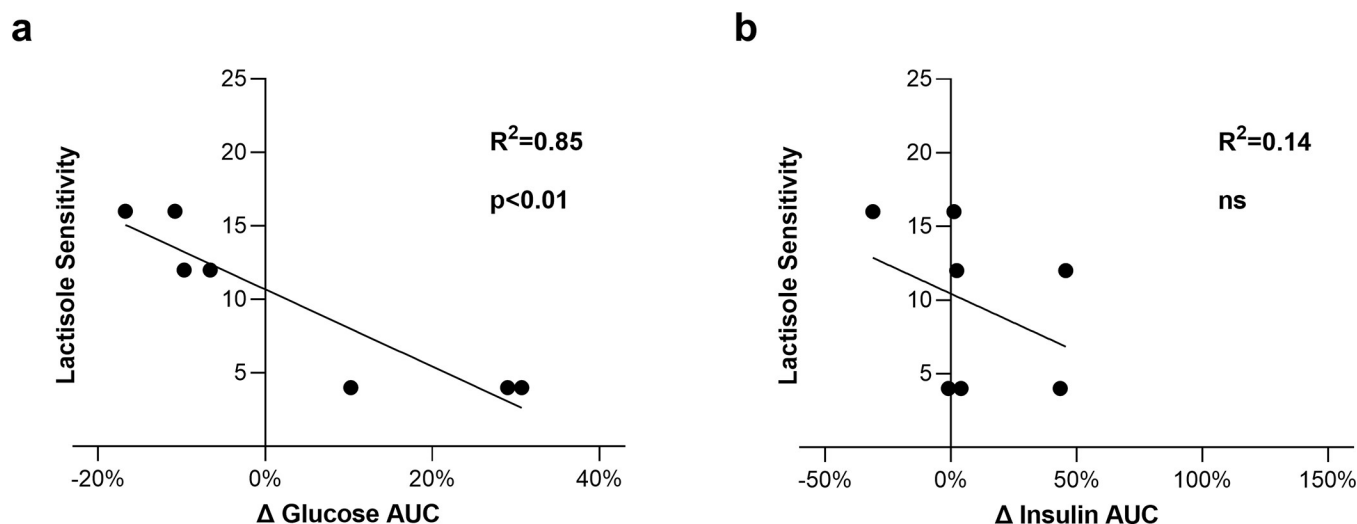 a
25
20
15
10
5
Lactisole Sensitivity
R²=0.85
p<0.01
-20%
0%
20%
40%
Δ Glucose AUC
b
25
20
15
10
5
Lactisole Sensitivity
R²=0.14
ns
-50%
0%
50%
100%
150%
Δ Insulin AUC